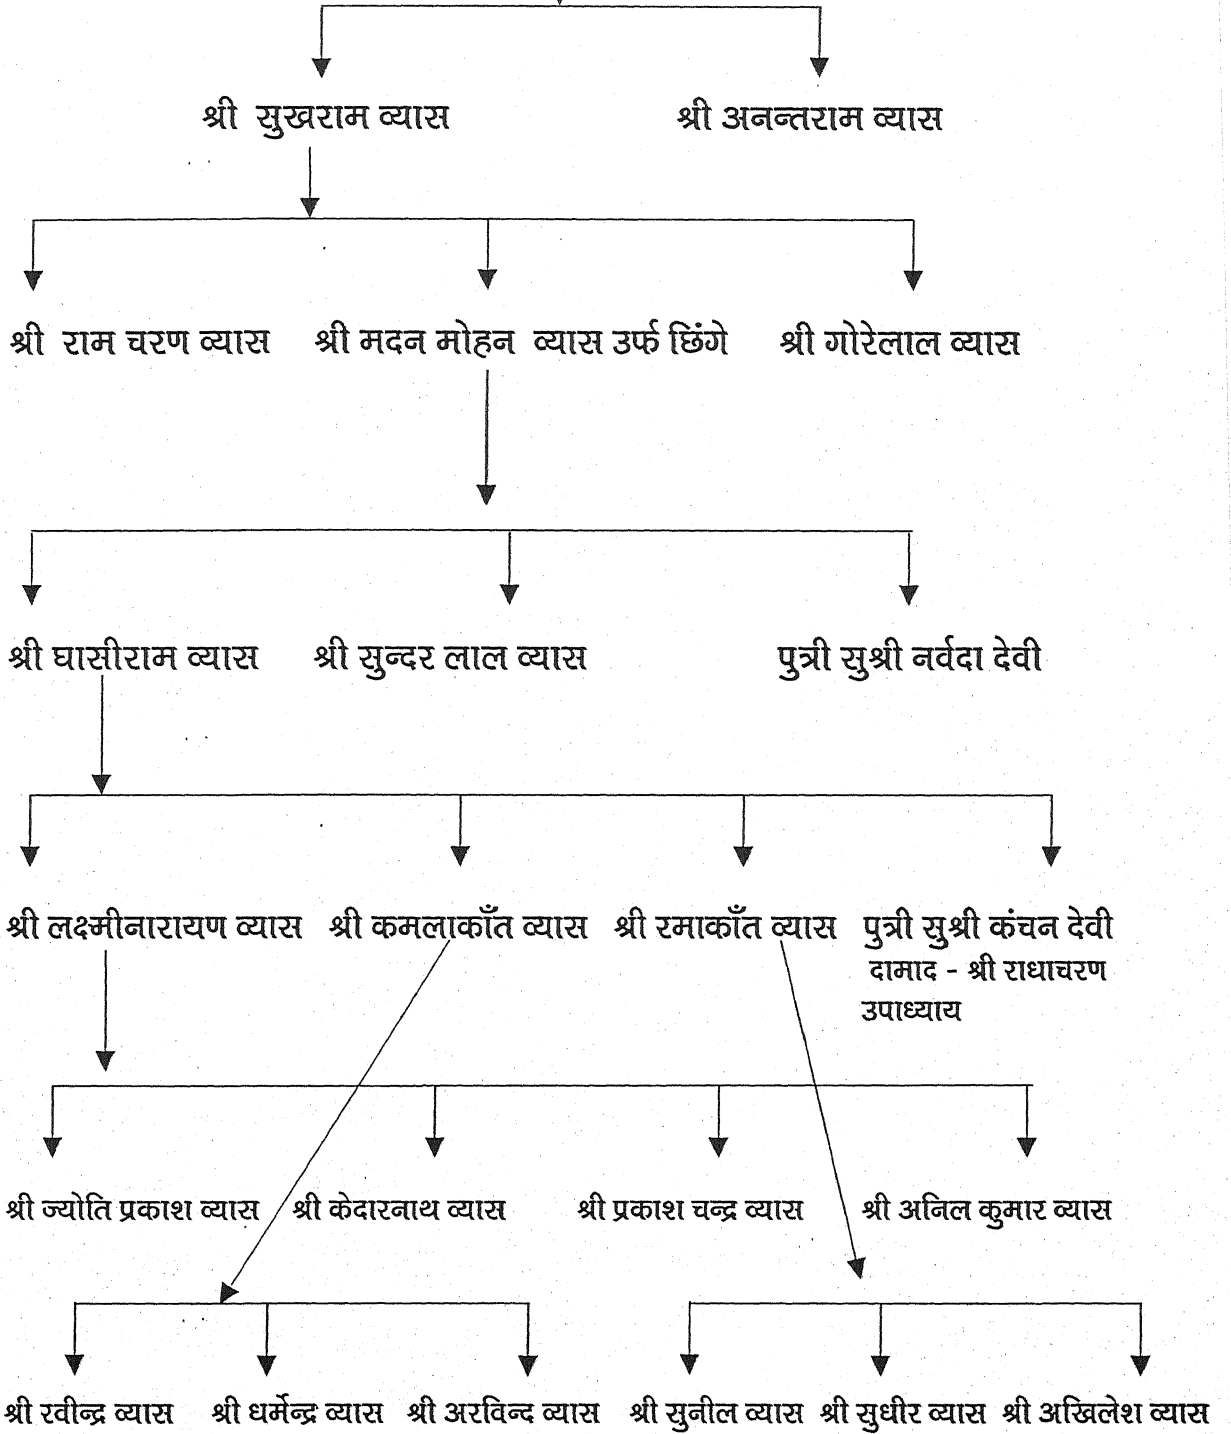 श्री सुखराम व्यास
श्री अनन्तराम व्यास
श्री राम चरण व्यास
श्री मदन मोहन व्यास उर्फ छिंगे
श्री गोरेलाल व्यास
श्री घासीराम व्यास
श्री सुन्दर लाल व्यास
पुत्री सुश्री नर्वदा देवी
श्री लक्ष्मीनारायण व्यास
श्री कमलाकाँत व्यास
श्री रमाकाँत व्यास
पुत्री सुश्री कंचन देवी
दामाद - श्री राधाचरण
उपाध्याय
श्री ज्योति प्रकाश व्यास
श्री केदारनाथ व्यास
श्री प्रकाश चन्द्र व्यास
श्री अनिल कुमार व्यास
श्री रवीन्द्र व्यास
श्री धर्मेन्द्र व्यास
श्री अरविन्द व्यास
श्री सुनील व्यास
श्री सुधीर व्यास
श्री अखिलेश व्यास